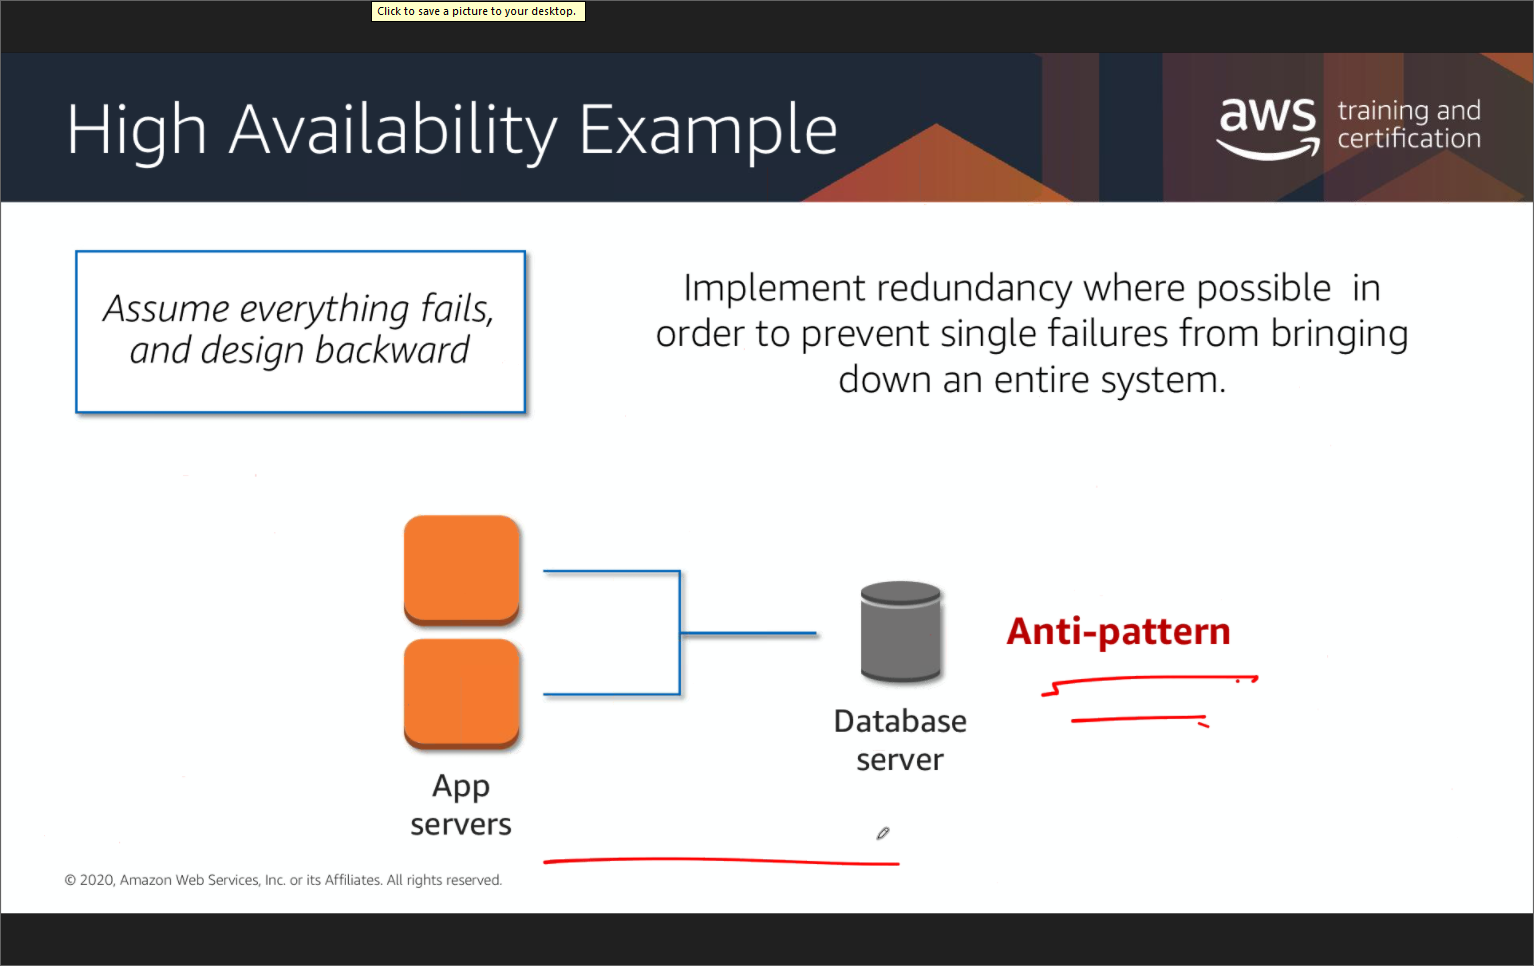 Click to save a picture to your desktop.
High Availability Example
aws training and
certification
Assume everything fails,
and design backward
Implement redundancy where possible in
order to prevent single failures from bringing
down an entire system.
Anti-pattern
Database
server
App
servers
© 2020, Amazon Web Services, Inc. or its Affiliates. All rights reserved.